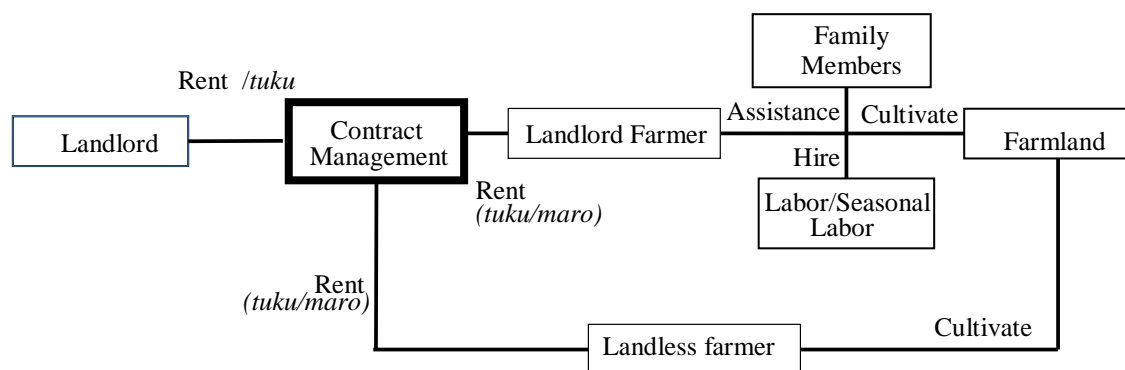 Family
Members
Rent /tuku
Assistance
Cultivate
Landlord
Contract
Management
Landlord Farmer
Farmland
Hire
Rent
(tuku/maro)
Labor/Seasonal
Labor
Rent
(tuku/maro)
Cultivate
Landless farmer